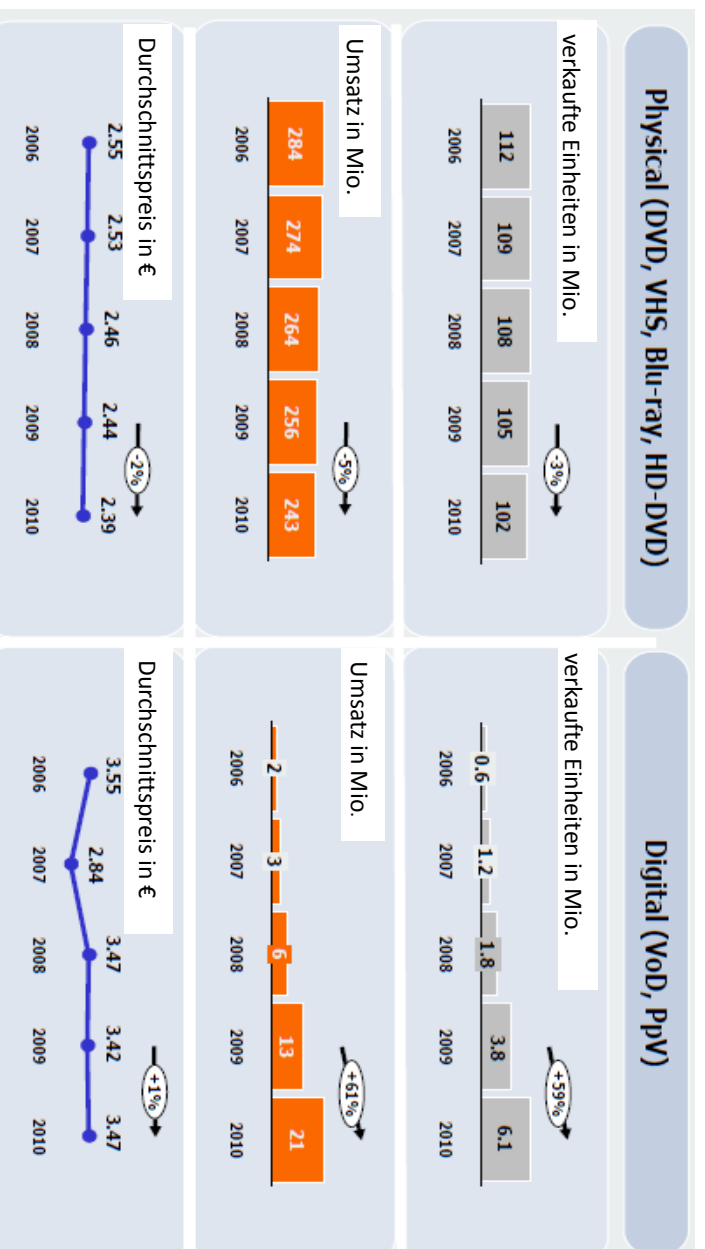 Physical (DVD, VHS, Blu-ray, HD-DVD)
verkaufte Einheiten in Mio.
-3%
112 109 108 105 102
2006 2007 2008 2009 2010
Umsatz in Mio.
-5%
284 274 264 256 243
2006 2007 2008 2009 2010
Durchschnittspreis in €
-2%
2.55 2.53 2.46 2.44 2.39
2006 2007 2008 2009 2010
Digital (VoD, PpV)
verkaufte Einheiten in Mio.
+59%
0.6 1.2 1.8 3.8 6.1
2006 2007 2008 2009 2010
Umsatz in Mio.
+61%
2 3 6 13 21
2006 2007 2008 2009 2010
Durchschnittspreis in €
+1%
3.55 2.84 3.47 3.42 3.47
2006 2007 2008 2009 2010